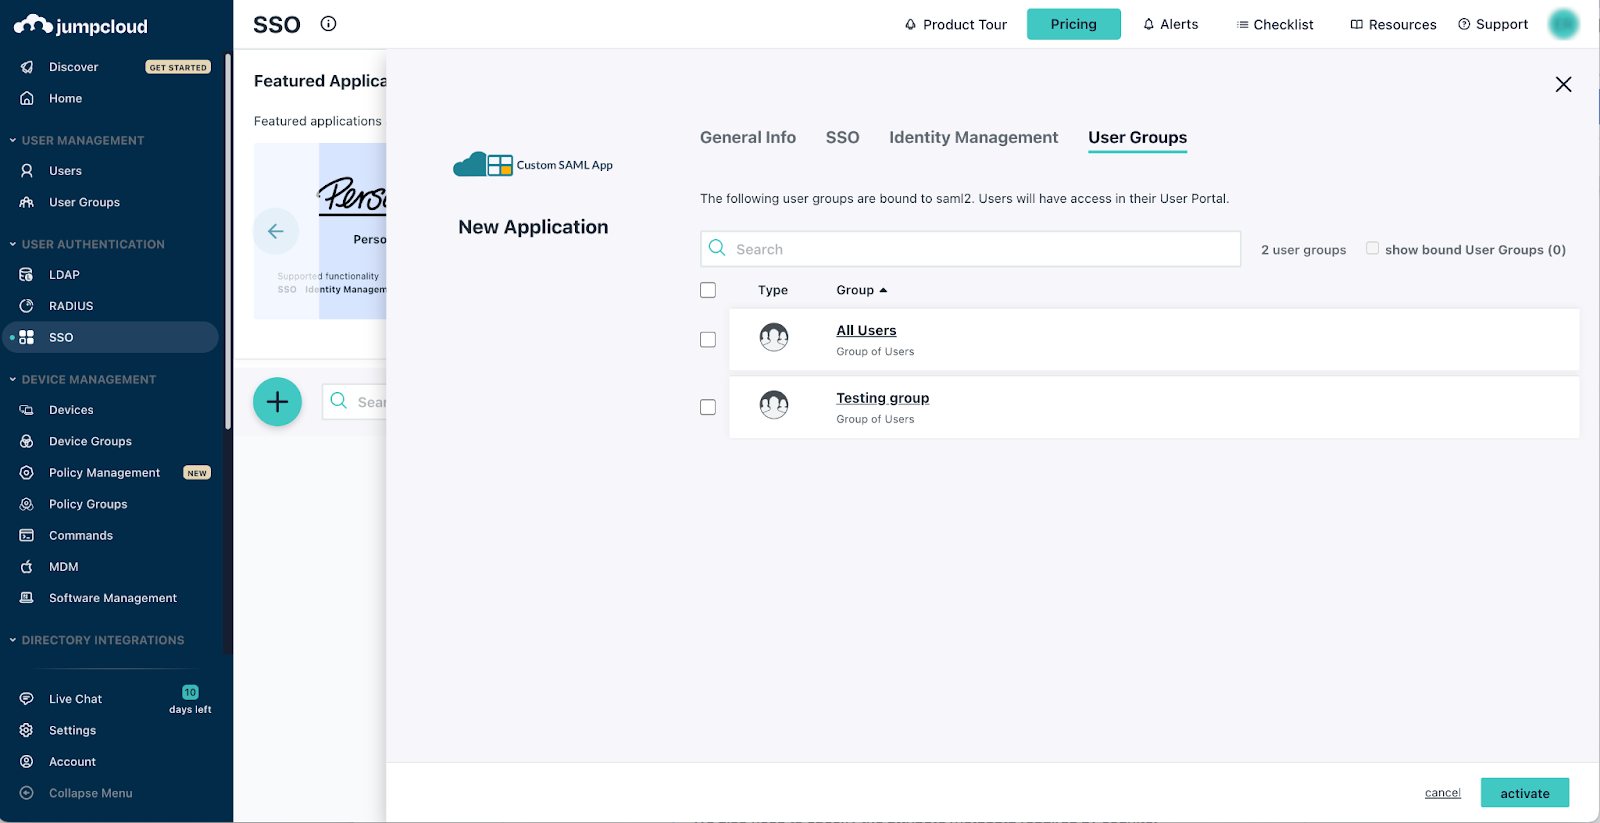 jumpcloud
Discover
GET STARTED
Home
USER MANAGEMENT
Users
User Groups
USER AUTHENTICATION
LDAP
RADIUS
SSO
DEVICE MANAGEMENT
Devices
Device Groups
Policy Management
NEW
Policy Groups
Commands
MDM
Software Management
DIRECTORY INTEGRATIONS
Live Chat
10
days left
Settings
Account
Collapse Menu
SSO
Product Tour
Pricing
Alerts
Checklist
Resources
Support
Featured Applica
Featured applications
Perso
Perso
Supported functionality
SSO Identity Managem
Sear
Custom SAML App
New Application
General Info
SSO
Identity Management
User Groups
The following user groups are bound to saml2. Users will have access in their User Portal.
Search
2 user groups
show bound User Groups (0)
Type
Group
All Users
Group of Users
Testing group
Group of Users
cancel
activate